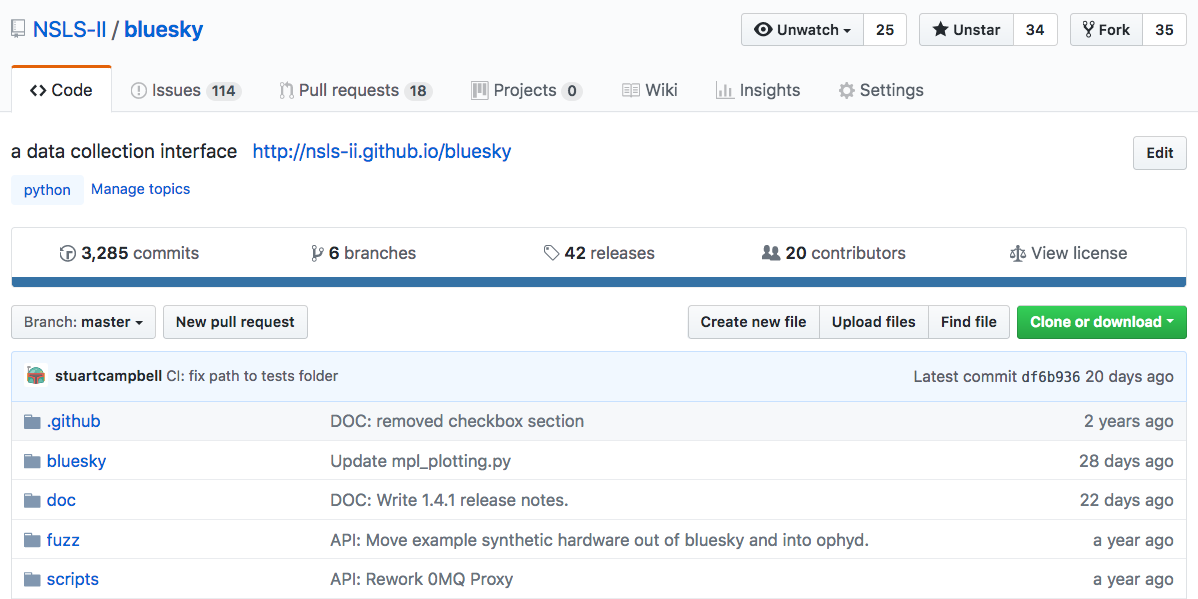 NSLS-II / bluesky
Unwatch 25
Unstar 34
Fork 35
Code
Issues 114
Pull requests 18
Projects 0
Wiki
Insights
Settings
a data collection interface http://nsls-ii.github.io/bluesky
Edit
python Manage topics
3,285 commits
6 branches
42 releases
20 contributors
View license
Branch: master
New pull request
Create new file
Upload files
Find file
Clone or download
stuartcampbell CI: fix path to tests folder
Latest commit df6b936 20 days ago
.github DOC: removed checkbox section 2 years ago
bluesky Update mpl_plotting.py 28 days ago
doc DOC: Write 1.4.1 release notes. 22 days ago
fuzz API: Move example synthetic hardware out of bluesky and into ophyd. a year ago
scripts API: Rework 0MQ Proxy a year ago